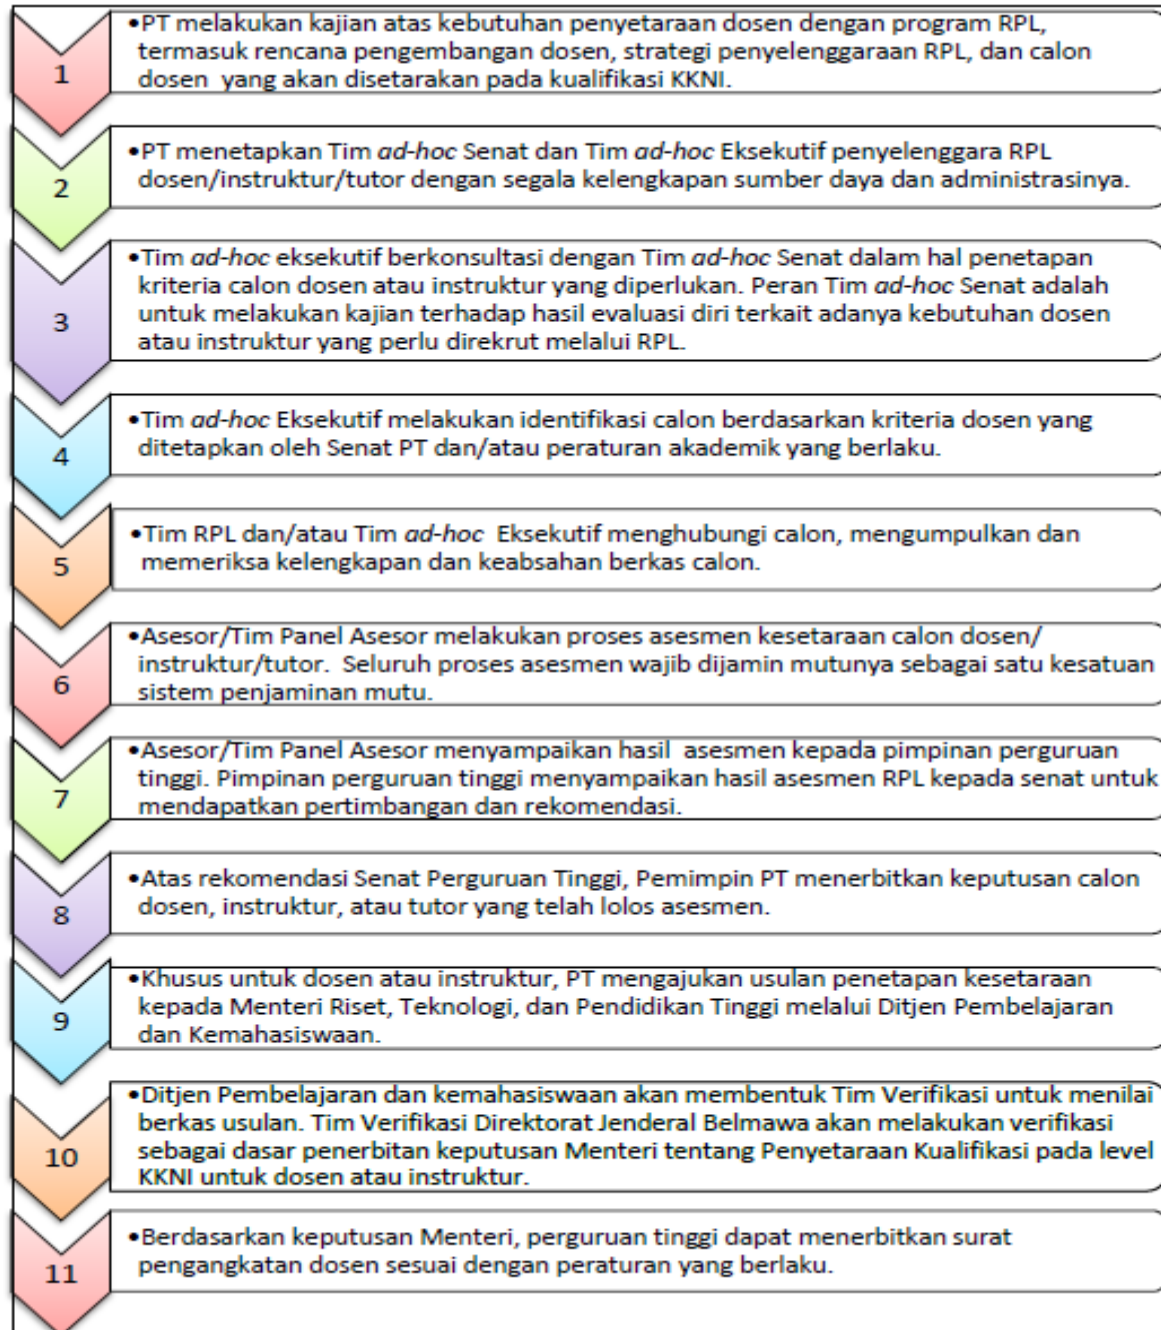 1
•PT melakukan kajian atas kebutuhan penyetaraan dosen dengan program RPL,
termasuk rencana pengembangan dosen, strategi penyelenggaraan RPL, dan calon
dosen yang akan disetarakan pada kualifikasi KKNI.
2
•PT menetapkan Tim ad-hoc Senat dan Tim ad-hoc Eksekutif penyelenggara RPL
dosen/instruktur/tutor dengan segala kelengkapan sumber daya dan administrasinya.
3
•Tim ad-hoc eksekutif berkonsultasi dengan Tim ad-hoc Senat dalam hal penetapan
kriteria calon dosen atau instruktur yang diperlukan. Peran Tim ad-hoc Senat adalah
untuk melakukan kajian terhadap hasil evaluasi diri terkait adanya kebutuhan dosen
atau instruktur yang perlu direkrut melalui RPL.
4
•Tim ad-hoc Eksekutif melakukan identifikasi calon berdasarkan kriteria dosen yang
ditetapkan oleh Senat PT dan/atau peraturan akademik yang berlaku.
5
•Tim RPL dan/atau Tim ad-hoc Eksekutif menghubungi calon, mengumpulkan dan
memeriksa kelengkapan dan keabsahan berkas calon.
6
•Asesor/Tim Panel Asesor melakukan proses asesmen kesetaraan calon dosen/
instruktur/tutor. Seluruh proses asesmen wajib dijamin mutunya sebagai satu kesatuan
sistem penjaminan mutu.
7
•Asesor/Tim Panel Asesor menyampaikan hasil asesmen kepada pimpinan perguruan
tinggi. Pimpinan perguruan tinggi menyampaikan hasil asesmen RPL kepada senat untuk
mendapatkan pertimbangan dan rekomendasi.
8
•Atas rekomendasi Senat Perguruan Tinggi, Pemimpin PT menerbitkan keputusan calon
dosen, instruktur, atau tutor yang telah lolos asesmen.
9
•Khusus untuk dosen atau instruktur, PT mengajukan usulan penetapan kesetaraan
kepada Menteri Riset, Teknologi, dan Pendidikan Tinggi melalui Ditjen Pembelajaran
dan Kemahasiswaan.
10
•Ditjen Pembelajaran dan kemahasiswaan akan membentuk Tim Verifikasi untuk menilai
berkas usulan. Tim Verifikasi Direktorat Jenderal Belmawa akan melakukan verifikasi
sebagai dasar penerbitan keputusan Menteri tentang Penyetaraan Kualifikasi pada level
KKNI untuk dosen atau instruktur.
11
•Berdasarkan keputusan Menteri, perguruan tinggi dapat menerbitkan surat
pengangkatan dosen sesuai dengan peraturan yang berlaku.